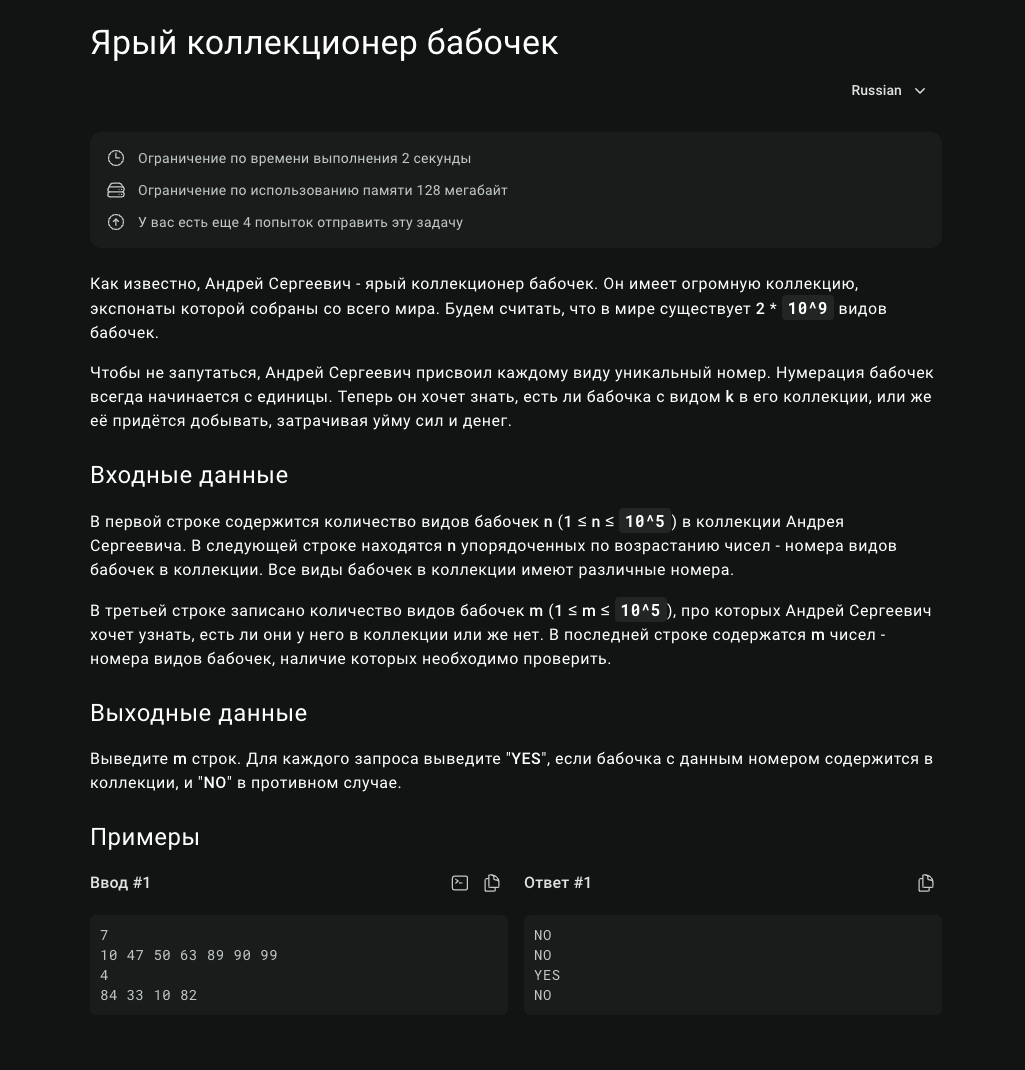 Ярый коллекционер бабочек
Russian
Ограничение по времени выполнения 2 секунды
Ограничение по использованию памяти 128 мегабайт
У вас есть еще 4 попыток отправить эту задачу
Как известно, Андрей Сергеевич - ярый коллекционер бабочек. Он имеет огромную коллекцию,
экспонаты которой собраны со всего мира. Будем считать, что в мире существует 2 * 10^9 видов
бабочек.
Чтобы не запутаться, Андрей Сергеевич присвоил каждому виду уникальный номер. Нумерация бабочек
всегда начинается с единицы. Теперь он хочет знать, есть ли бабочка с видом k в его коллекции, или же
её придётся добывать, затрачивая уйму сил и денег.
Входные данные
В первой строке содержится количество видов бабочек n (1 ≤ n ≤ 10^5) в коллекции Андрея
Сергеевича. В следующей строке находятся n упорядоченных по возрастанию чисел - номера видов
бабочек в коллекции. Все виды бабочек в коллекции имеют различные номера.
В третьей строке записано количество видов бабочек m (1 ≤ m ≤ 10^5), про которых Андрей Сергеевич
хочет узнать, есть ли они у него в коллекции или же нет. В последней строке содержатся m чисел -
номера видов бабочек, наличие которых необходимо проверить.
Выходные данные
Выведите m строк. Для каждого запроса выведите "YES", если бабочка с данным номером содержится в
коллекции, и "NO" в противном случае.
Примеры
Ввод #1
Ответ #1
7
10 47 50 63 89 90 99
4
84 33 10 82
NO
NO
YES
NO